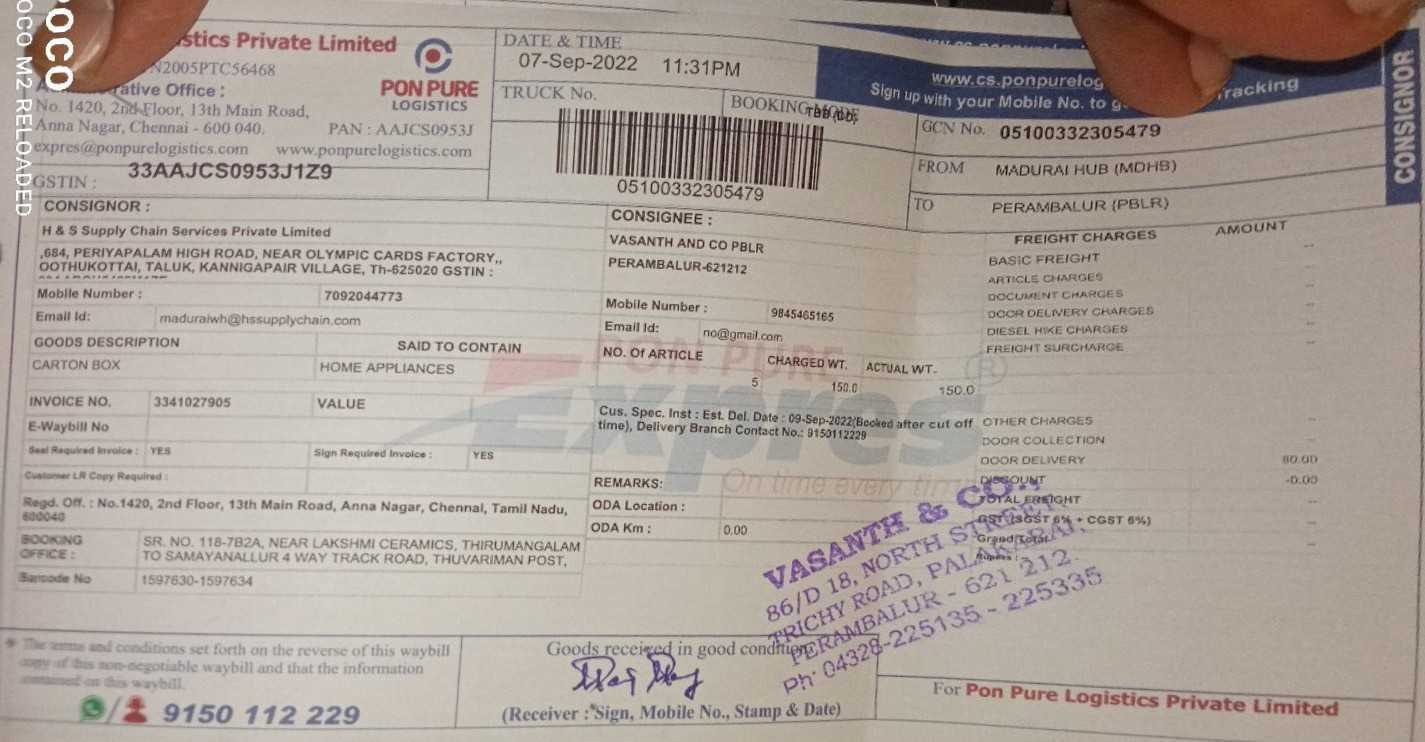 POCO
POCO M2 RELOADED
stics Private Limited
N2005PTC56468
ative Office :
No. 1420, 2nd Floor, 13th Main Road,
Anna Nagar, Chennai - 600 040.
PAN : AAJCS0953J
expres@ponpurelogistics.com www.ponpurelogistics.com
GSTIN : 33AAJCS0953J1Z9
PON PURE
LOGISTICS
DATE & TIME
07-Sep-2022 11:31PM
TRUCK No.
BOOKING MODE
05100332305479
www.cs.ponpurelog
Sign up with your Mobile No. to g racking
GCN No. 05100332305479
FROM MADURAI HUB (MDHB)
TO PERAMBALUR (PBLR)
CONSIGNOR
CONSIGNOR :
H & S Supply Chain Services Private Limited
,684, PERIYAPALAM HIGH ROAD, NEAR OLYMPIC CARDS FACTORY,,
OOTHUKOTTAI, TALUK, KANNIGAPAIR VILLAGE, Th-625020 GSTIN :
Mobile Number : 7092044773
Email Id: maduraiwh@hssupplychain.com
GOODS DESCRIPTION SAID TO CONTAIN
CARTON BOX HOME APPLIANCES
INVOICE NO. 3341027905 VALUE
E-Waybill No
Seal Required Invoice : YES Sign Required Invoice : YES
Customer LR Copy Required :
Regd. Off. : No.1420, 2nd Floor, 13th Main Road, Anna Nagar, Chennai, Tamil Nadu,
600040
BOOKING OFFICE : SR. NO. 118-7B2A, NEAR LAKSHMI CERAMICS, THIRUMANGALAM
TO SAMAYANALLUR 4 WAY TRACK ROAD, THUVARIMAN POST,
Barcode No 1597630-1597634
CONSIGNEE :
VASANTH AND CO PBLR
PERAMBALUR-621212
Mobile Number : 9845465165
Email Id: no@gmail.com
NO. Of ARTICLE CHARGED WT. ACTUAL WT.
5 150.0 150.0
PON PURE
Expres ®
On time every tim
Cus. Spec. Inst : Est. Del. Date : 09-Sep-2022(Booked after cut off
time), Delivery Branch Contact No.: 9150112229
REMARKS:
ODA Location :
ODA Km : 0.00
FREIGHT CHARGES AMOUNT
BASIC FREIGHT --
ARTICLE CHARGES --
DOCUMENT CHARGES --
DOOR DELIVERY CHARGES --
DIESEL HIKE CHARGES --
FREIGHT SURCHARGE --
OTHER CHARGES --
DOOR COLLECTION --
DOOR DELIVERY 80.00
DISCOUNT -0.00
TOTAL FREIGHT --
GST (SGST 6% + CGST 6%) --
Grand Total
Rupees :
VASANTH & CO.,
86/D 18, NORTH STREET
TRICHY ROAD, PALAKARAI,
PERAMBALUR - 621 212.
Ph: 04328-225135 - 225335
* The terms and conditions set forth on the reverse of this waybill
copy of this non-negotiable waybill and that the information
contained on this waybill.
9150 112 229
Goods received in good condition
(Receiver : Sign, Mobile No., Stamp & Date)
For Pon Pure Logistics Private Limited